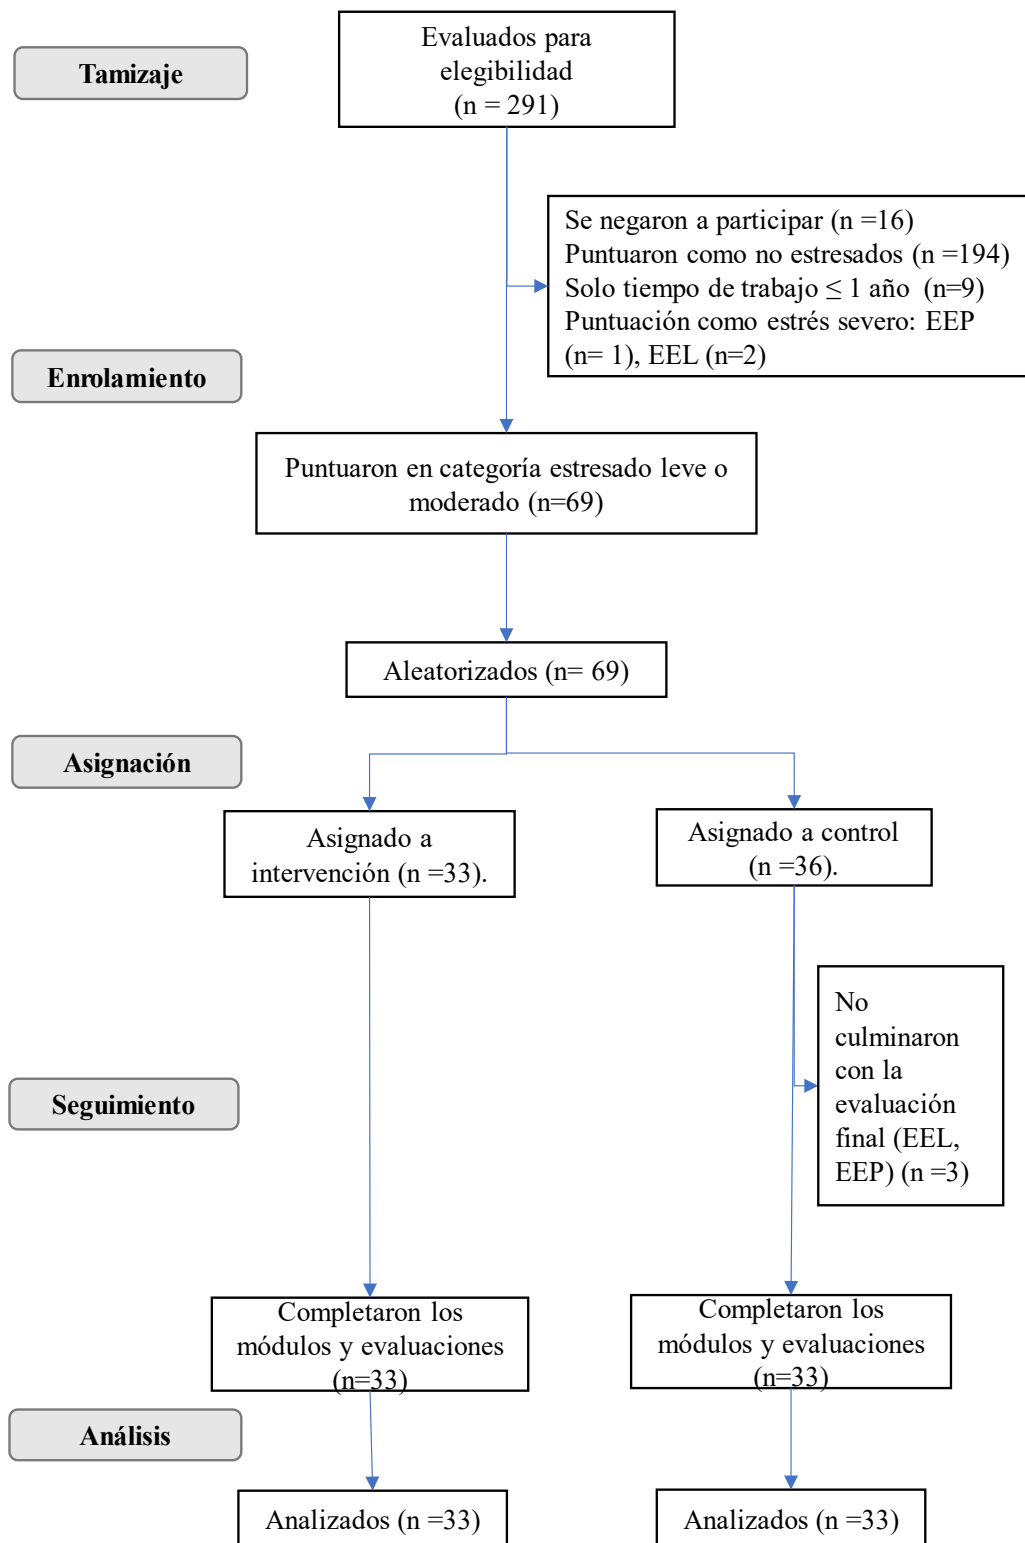 Tamizaje
Evaluados para
elegibilidad
(n = 291)
Se negaron a participar (n =16)
Puntuaron como no estresados (n =194)
Solo tiempo de trabajo ≤ 1 año  (n=9)
Puntuación como estrés severo: EEP
(n= 1), EEL (n=2)
Enrolamiento
Puntuaron en categoría estresado leve o
moderado (n=69)
Aleatorizados (n= 69)
Asignación
Asignado a
intervención (n =33).
Asignado a control
(n =36).
No
culminaron
con la
evaluación
final (EEL,
EEP) (n =3)
Seguimiento
Completaron los
módulos y evaluaciones
(n=33)
Completaron los
módulos y evaluaciones
(n=33)
Análisis
Analizados (n =33)
Analizados (n =33)